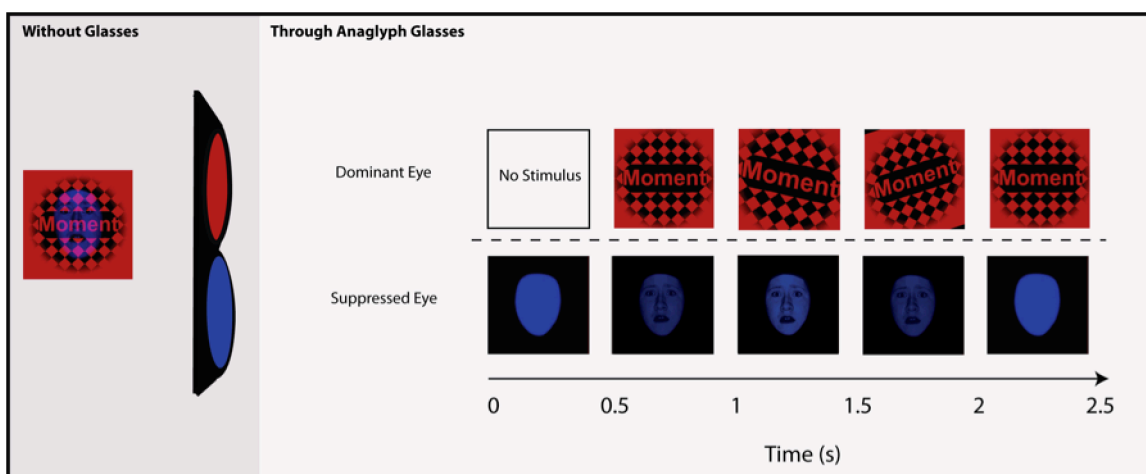 Without Glasses
Through Anaglyph Glasses
Moment
Dominant Eye
No Stimulus
Moment
Moment
Moment
Moment
Suppressed Eye
0 0.5 1 1.5 2 2.5
Time (s)